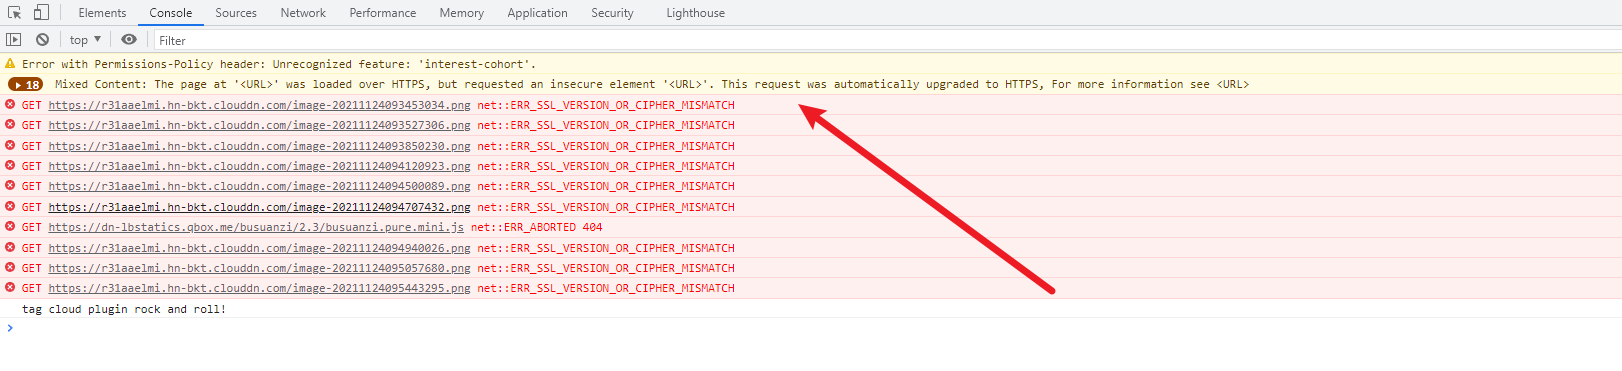 Elements Console Sources Network Performance Memory Application Security Lighthouse
top Filter
Error with Permissions-Policy header: Unrecognized feature: 'interest-cohort'.
18 Mixed Content: The page at '<URL>' was loaded over HTTPS, but requested an insecure element '<URL>'. This request was automatically upgraded to HTTPS, For more information see <URL>
GET https://r31aaelmi.hn-bkt.clouddn.com/image-20211124093453034.png net::ERR_SSL_VERSION_OR_CIPHER_MISMATCH
GET https://r31aaelmi.hn-bkt.clouddn.com/image-20211124093527306.png net::ERR_SSL_VERSION_OR_CIPHER_MISMATCH
GET https://r31aaelmi.hn-bkt.clouddn.com/image-20211124093850230.png net::ERR_SSL_VERSION_OR_CIPHER_MISMATCH
GET https://r31aaelmi.hn-bkt.clouddn.com/image-20211124094120923.png net::ERR_SSL_VERSION_OR_CIPHER_MISMATCH
GET https://r31aaelmi.hn-bkt.clouddn.com/image-20211124094500089.png net::ERR_SSL_VERSION_OR_CIPHER_MISMATCH
GET https://r31aaelmi.hn-bkt.clouddn.com/image-20211124094707432.png net::ERR_SSL_VERSION_OR_CIPHER_MISMATCH
GET https://dn-lbstatics.qbox.me/busuanzi/2.3/busuanzi.pure.mini.js net::ERR_ABORTED 404
GET https://r31aaelmi.hn-bkt.clouddn.com/image-20211124094940026.png net::ERR_SSL_VERSION_OR_CIPHER_MISMATCH
GET https://r31aaelmi.hn-bkt.clouddn.com/image-20211124095057680.png net::ERR_SSL_VERSION_OR_CIPHER_MISMATCH
GET https://r31aaelmi.hn-bkt.clouddn.com/image-20211124095443295.png net::ERR_SSL_VERSION_OR_CIPHER_MISMATCH
tag cloud plugin rock and roll!